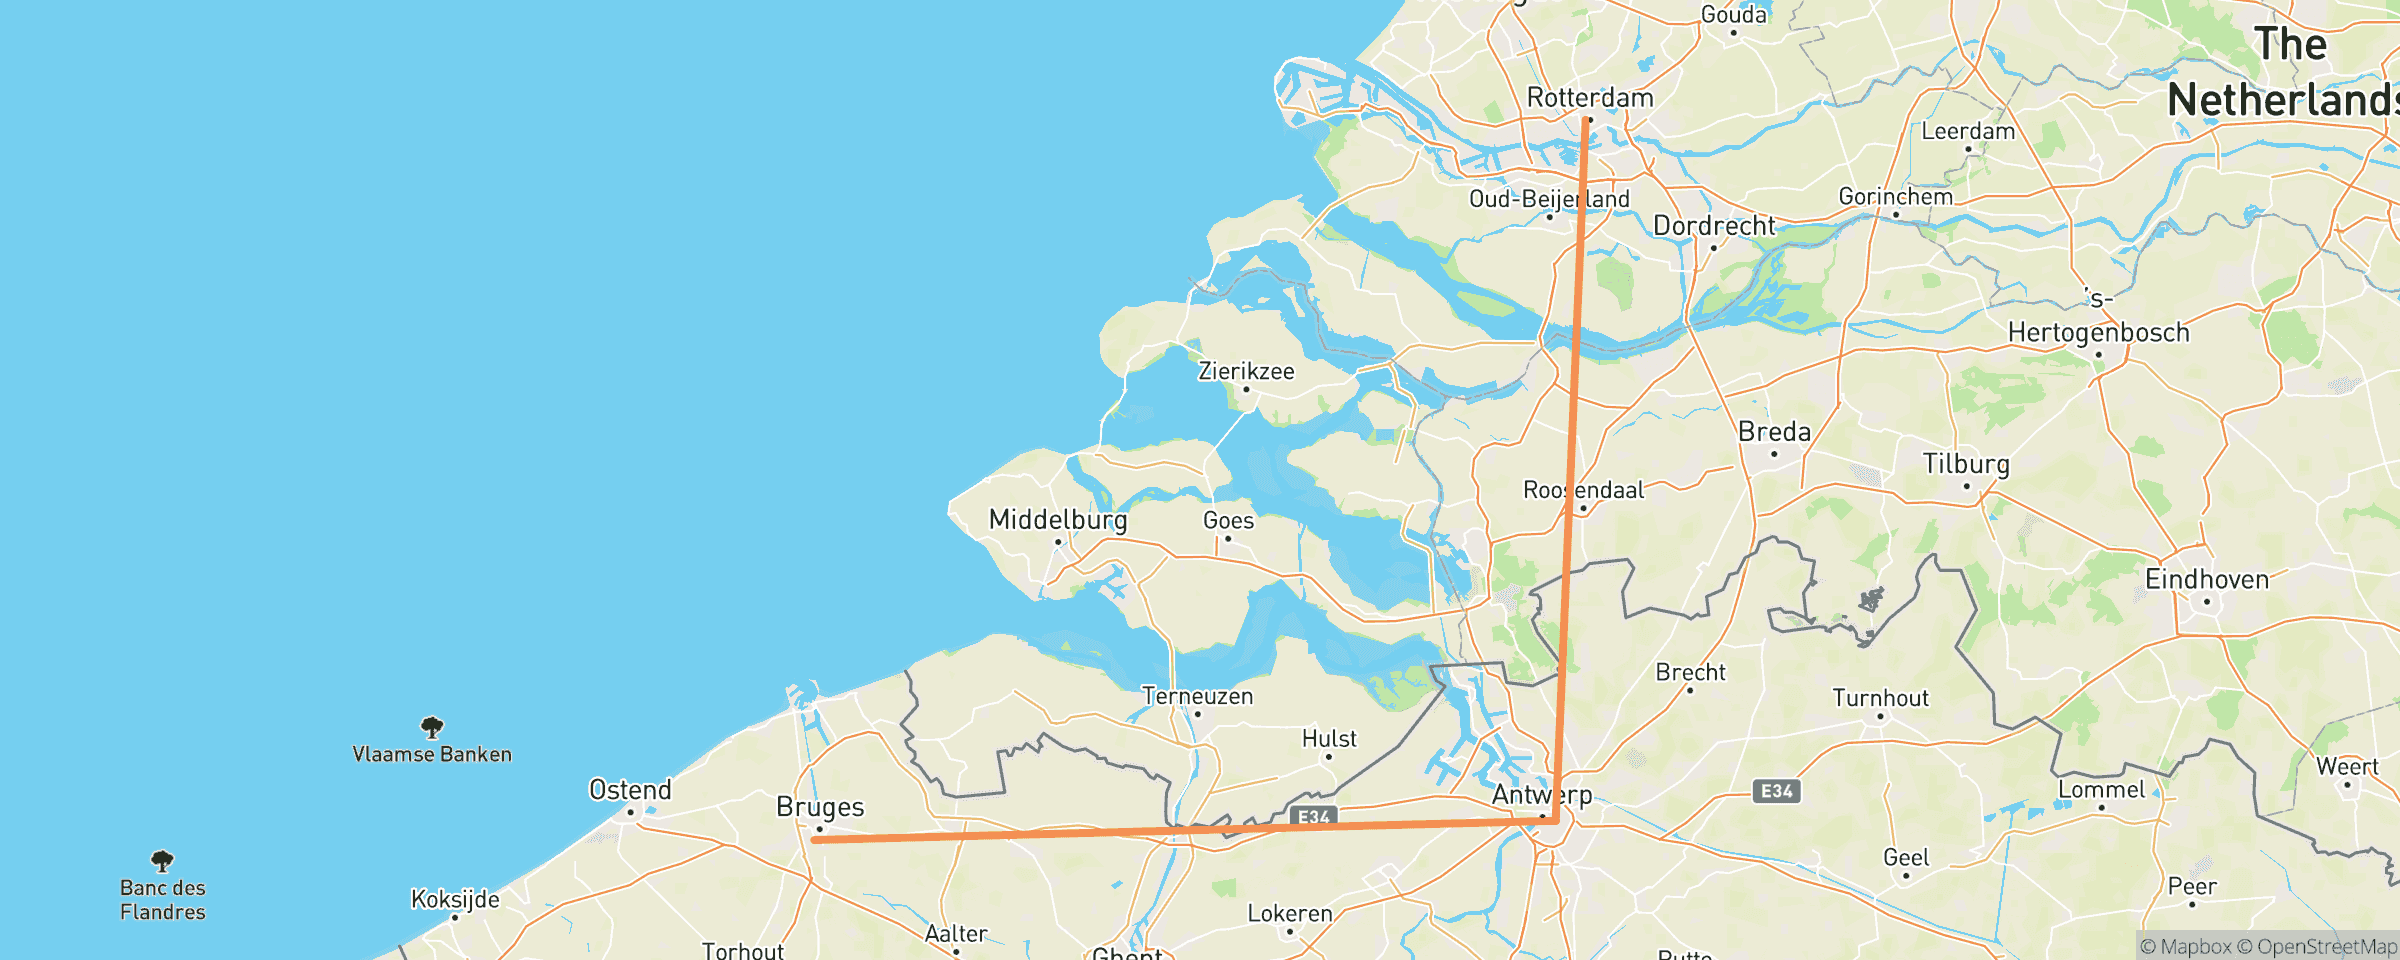 Gouda
The
Netherlands
Rotterdam
Leerdam
Oud-Beijerland
Gorinchem
Dordrecht
's-
Hertogenbosch
Zierikzee
Breda
Tilburg
Roosendaal
Middelburg
Goes
Eindhoven
Brecht
Terneuzen
Turnhout
Hulst
Vlaamse Banken
Weert
Ostend
E34
Lommel
Antwerp
Bruges
E34
Geel
Banc des
Flandres
Peer
Koksijde
Lokeren
Aalter
Torhout
Ghent
Putte
© Mapbox © OpenStreetMap